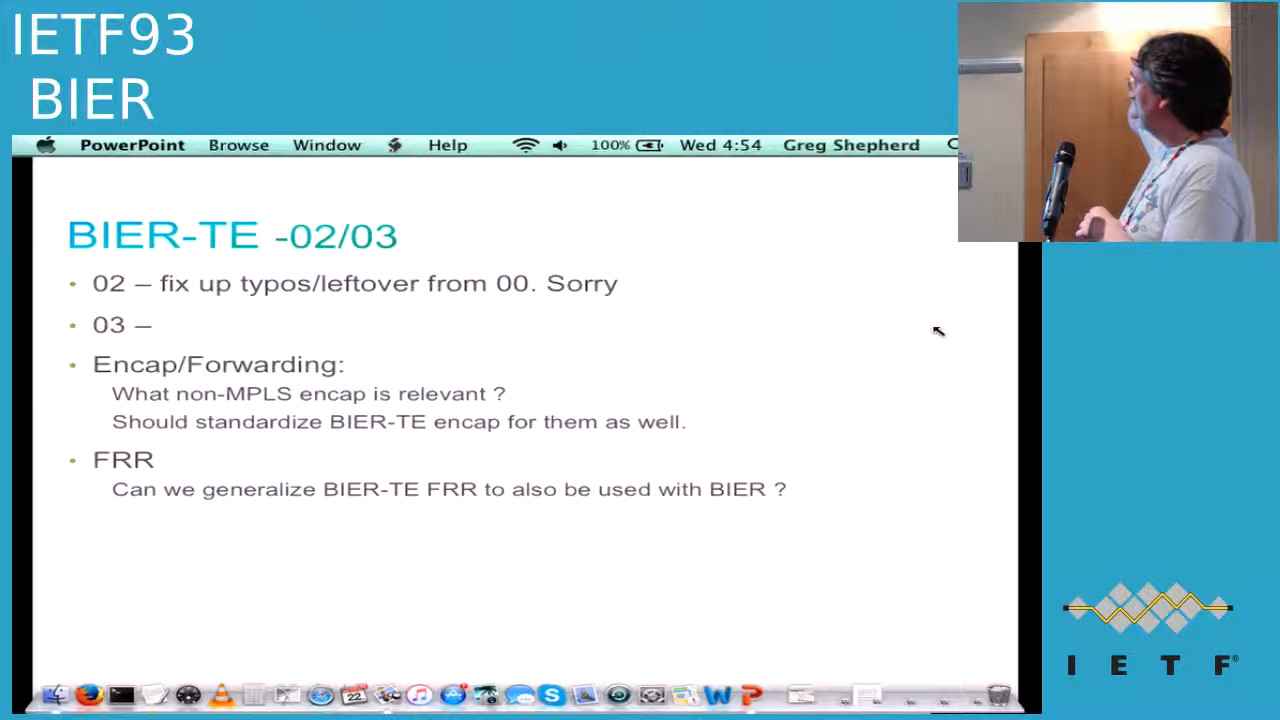 IETF93
BIER
PowerPoint Browse Window Help 100% Wed 4:54 Greg Shepherd
BIER-TE -02/03
• 02 – fix up typos/leftover from 00. Sorry
• 03 –
• Encap/Forwarding:
What non-MPLS encap is relevant ?
Should standardize BIER-TE encap for them as well.
• FRR
Can we generalize BIER-TE FRR to also be used with BIER ?
22
I E T F®